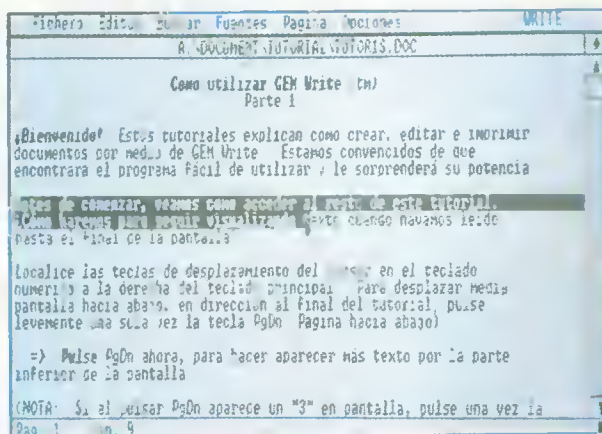 Fichero Fuentes Pagina Opciones WRITE
A:\DOCUMENT\TUTORIAL\TUTOR1S.DOC
Como utilizar GEM Write (tm)
Parte 1
¡Bienvenido! Estos tutoriales explican como crear, editar e imprimir
documentos por medio de GEM Write Estamos convencidos de que
encontrará el programa fácil de utilizar y le sorprenderá su potencia
Antes de comenzar, veamos como acceder al resto de este tutorial.
¿Cómo haremos para seguir visualizando texto cuando hayamos leído
hasta el final de la pantalla
Localice las teclas de desplazamiento del cursor en el teclado
numérico a la derecha del teclado principal Para desplazar media
pantalla hacia abajo, en dirección al final del tutorial, pulse
levemente una sola vez la tecla PgDn Pagina hacia abajo)
=> Pulse PgDn ahora, para hacer aparecer más texto por la parte
inferior de la pantalla
(NOTA: Si al pulsar PgDn aparece un "3" en pantalla, pulse una vez la
Pag. 1 9